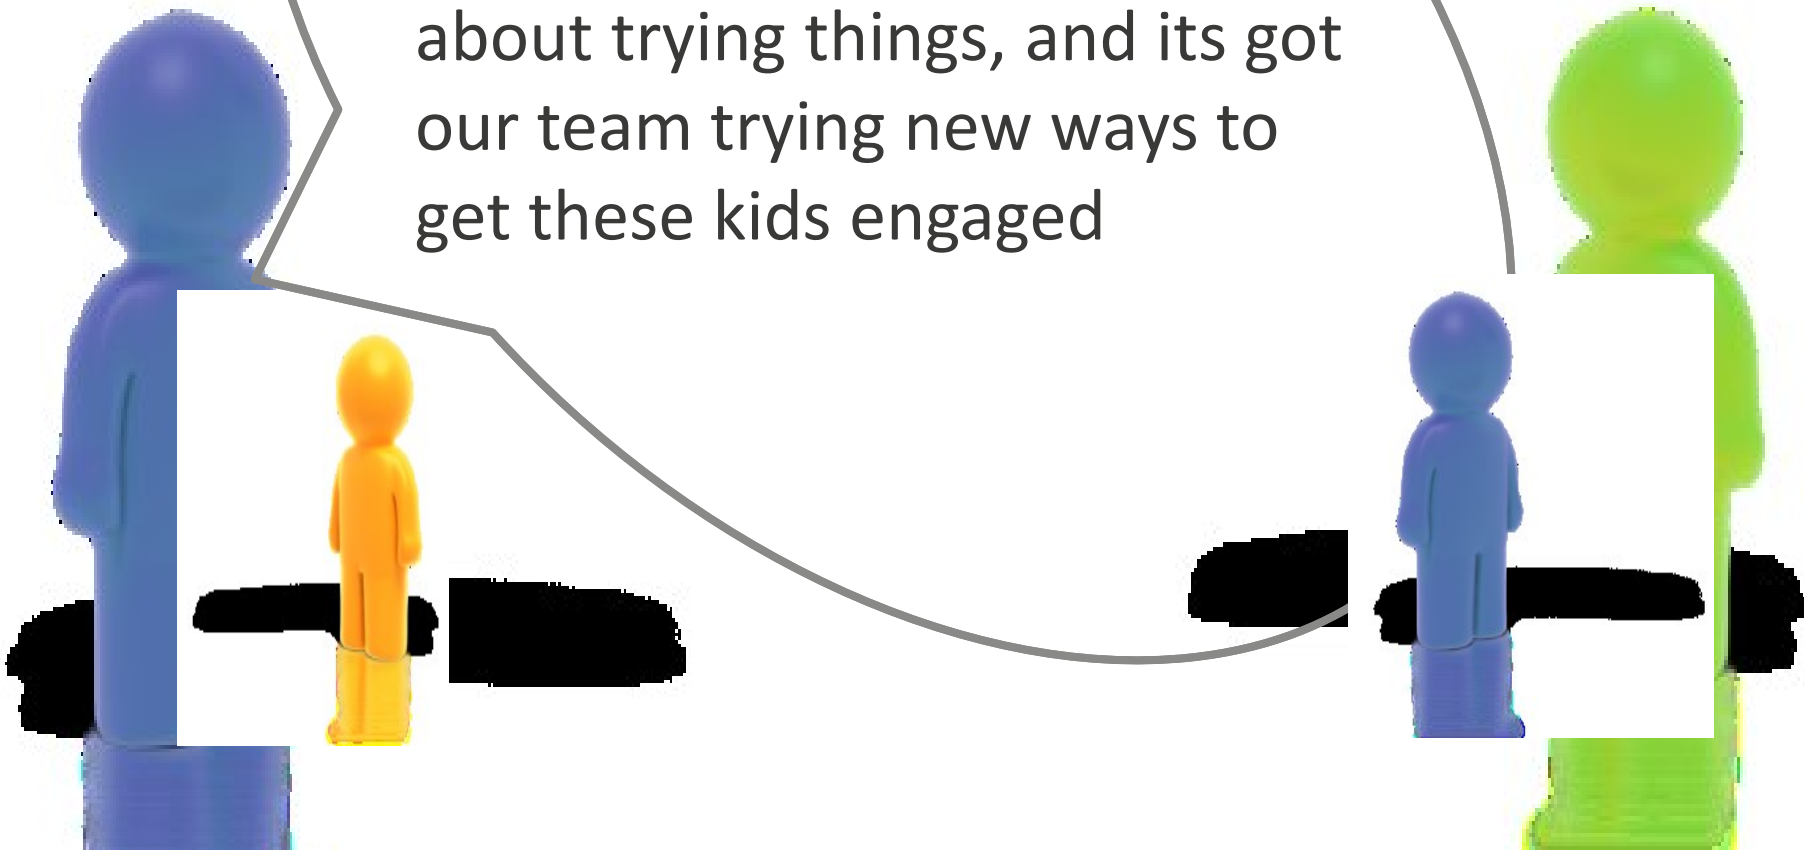 about trying things, and its got
our team trying new ways to
get these kids engaged